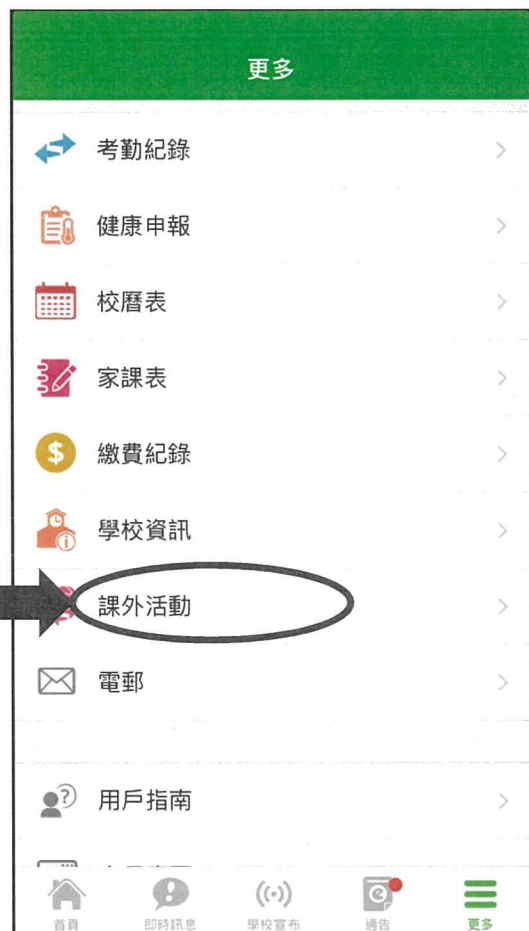 更多
考勤紀錄
健康申報
校曆表
家課表
繳費紀錄
學校資訊
課外活動
電郵
用戶指南
首頁
即時訊息
學校宣布
通告
更多